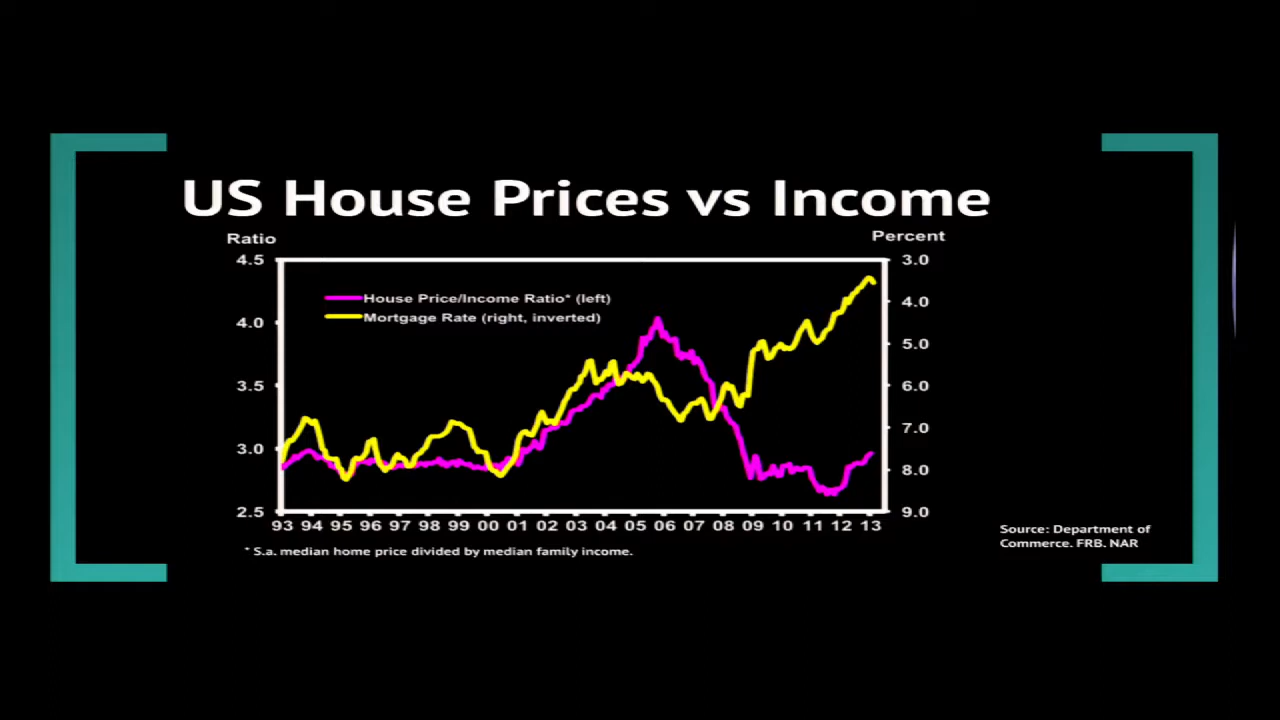 US House Prices vs Income
Ratio Percent
4.5 3.0
House Price/Income Ratio* (left)
4.0
Mortgage Rate (right, inverted)
4.0
5.0
3.5 6.0
7.0
3.0
8.0
2.5 9.0
93 94 95 96 97 98 99 00 01 02 03 04 05 06 07 08 09 10 11 12 13
* S.a. median home price divided by median family income.
Source: Department of
Commerce. FRB. NAR